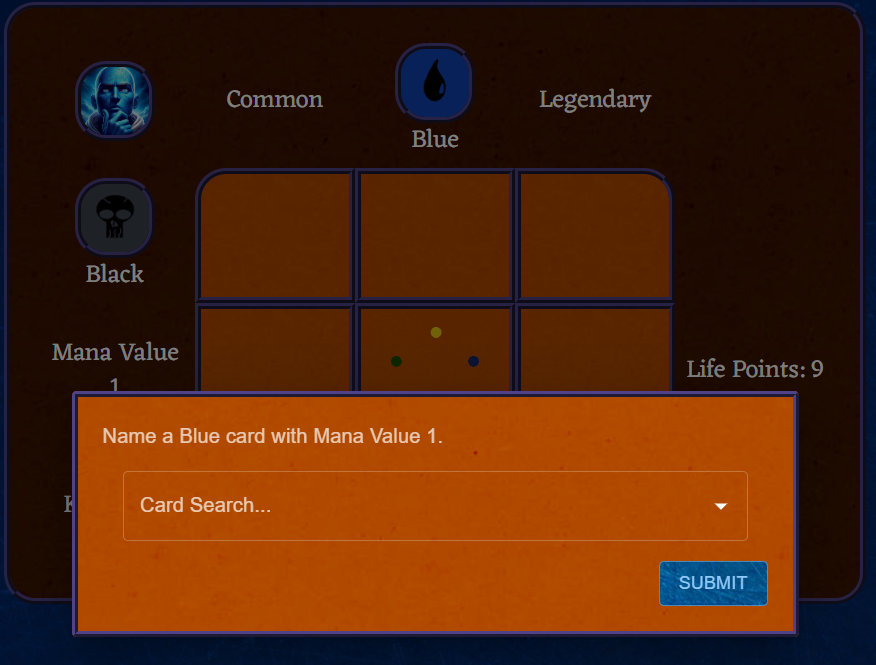 Common
Legendary
Blue
Black
Mana Value
1
Life Points: 9
Name a Blue card with Mana Value 1.
Card Search...
SUBMIT